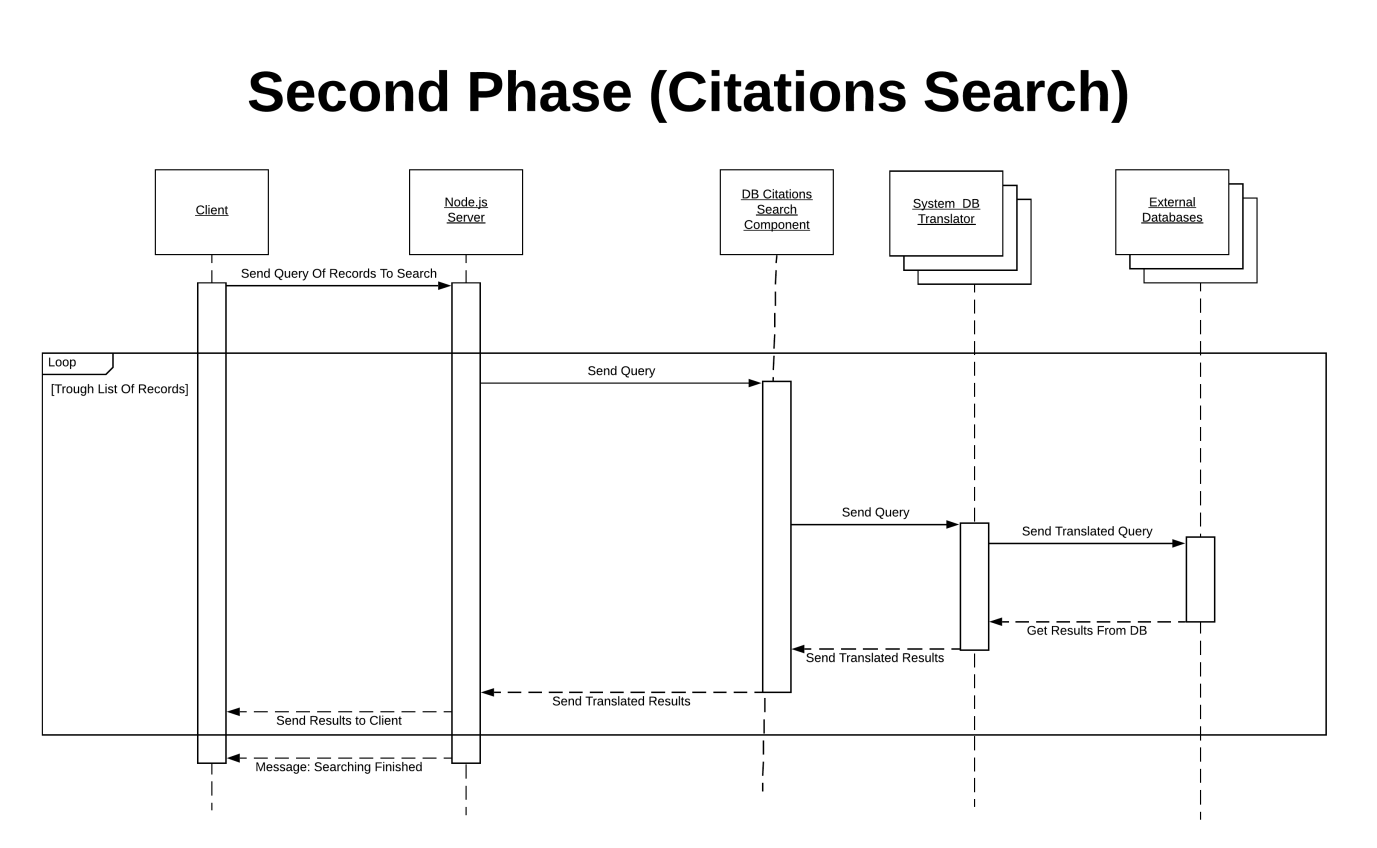 Second Phase (Citations Search)
Client
Node.js
Server
DB Citations
Search
Component
System  DB
Translator
External
Databases
Send Query Of Records To Search
Loop
[Trough List Of Records]
Send Query
Send Query
Send Translated Query
Get Results From DB
Send Translated Results
Send Translated Results
Send Results to Client
Message: Searching Finished